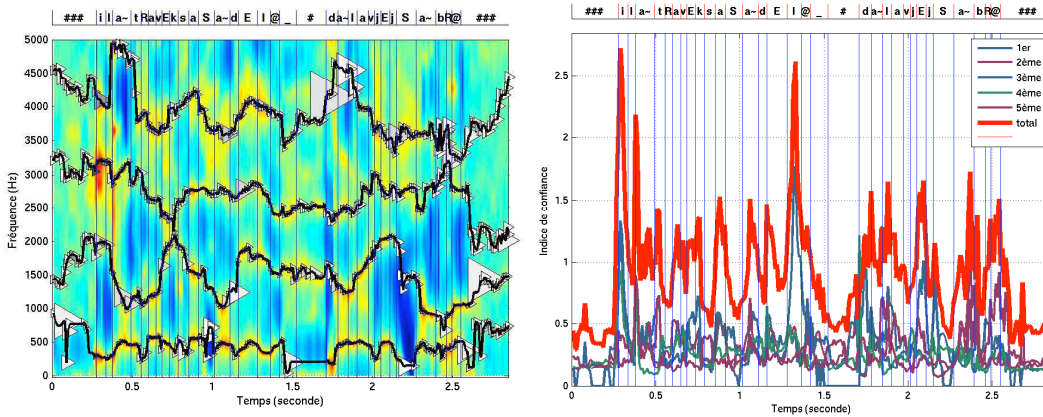 ### i l a~ t R a v E k s a S a~ d E l @ _ # d a~ l a v j E j S a~ b R @ ###
5000
4500
4000
3500
3000
2500
2000
1500
1000
500
0
Fréquence (Hz)
0 0.5 1 1.5 2 2.5
Temps (seconde)
### i l a~ t R a v E k s a S a~ d E l @ _ # d a~ l a v j E j S a~ b R @ ###
2.5
2
1.5
1
0.5
0
Indice de confiance
0 0.5 1 1.5 2 2.5
Temps (seconde)
1er
2ème
3ème
4ème
5ème
total